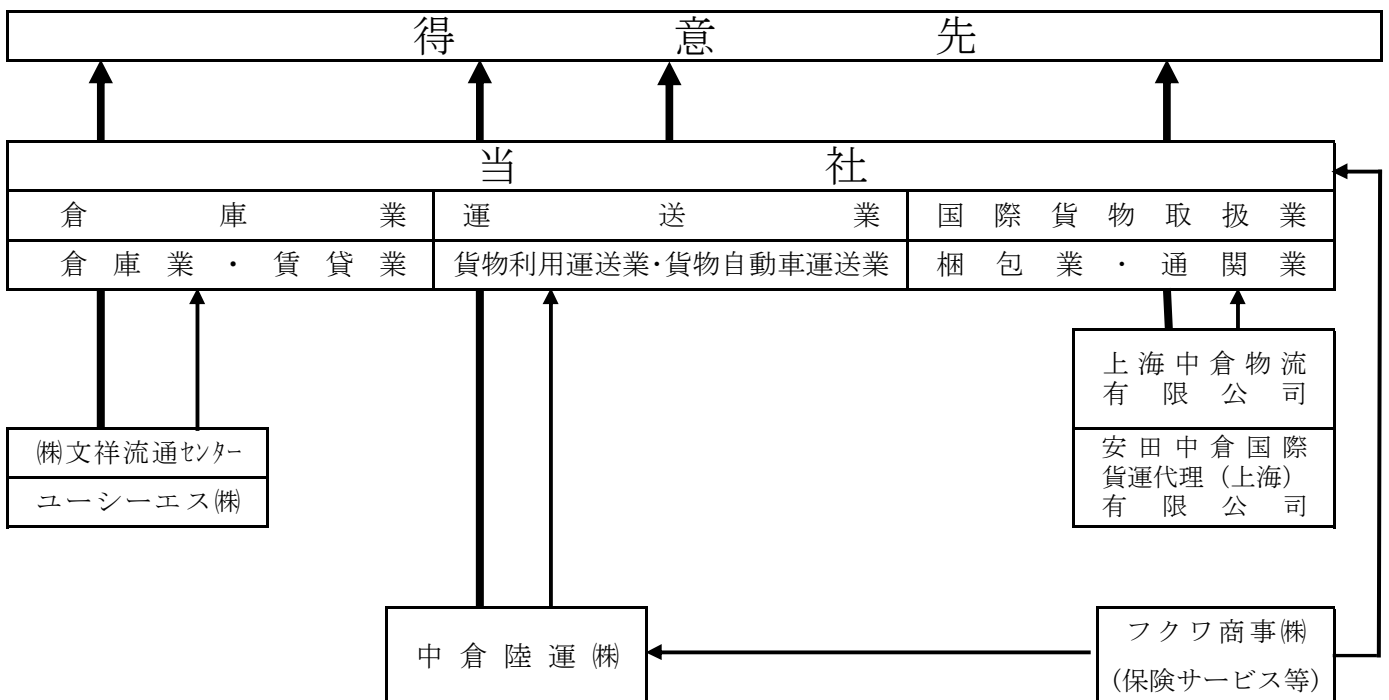 得意先
当社
倉庫業 運送業 国際貨物取扱業
倉庫業・賃貸業 貨物利用運送業・貨物自動車運送業 梱包業・通関業
上海中倉物流
有限公司
㈱文祥流通ｾﾝﾀｰ
ユーシーエス㈱
安田中倉国際
貨運代理（上海）
有限公司
中倉陸運㈱
フクワ商事㈱
(保険サービス等)